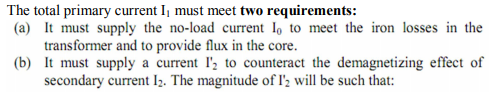 The total primary current I₁ must meet two requirements:
(a) It must supply the no-load current I₀ to meet the iron losses in the
transformer and to provide flux in the core.
(b) It must supply a current I'₂ to counteract the demagnetizing effect of
secondary current I₂. The magnitude of I'₂ will be such that: